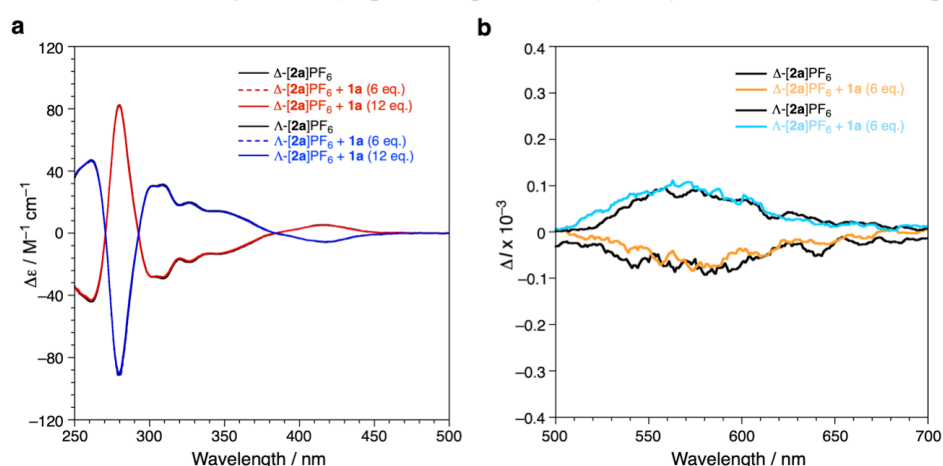 a
120
80
40
0
−40
−80
−120
Δε / M⁻¹ cm⁻¹
Δ-[2a]PF₆
Δ-[2a]PF₆ + 1a (6 eq.)
Δ-[2a]PF₆ + 1a (12 eq.)
Λ-[2a]PF₆
Λ-[2a]PF₆ + 1a (6 eq.)
Λ-[2a]PF₆ + 1a (12 eq.)
250 300 350 400 450 500
Wavelength / nm
b
0.4
0.3
0.2
0.1
0
−0.1
−0.2
−0.3
−0.4
ΔI x 10⁻³
Δ-[2a]PF₆
Δ-[2a]PF₆ + 1a (6 eq.)
Λ-[2a]PF₆
Λ-[2a]PF₆ + 1a (6 eq.)
500 550 600 650 700
Wavelength / nm